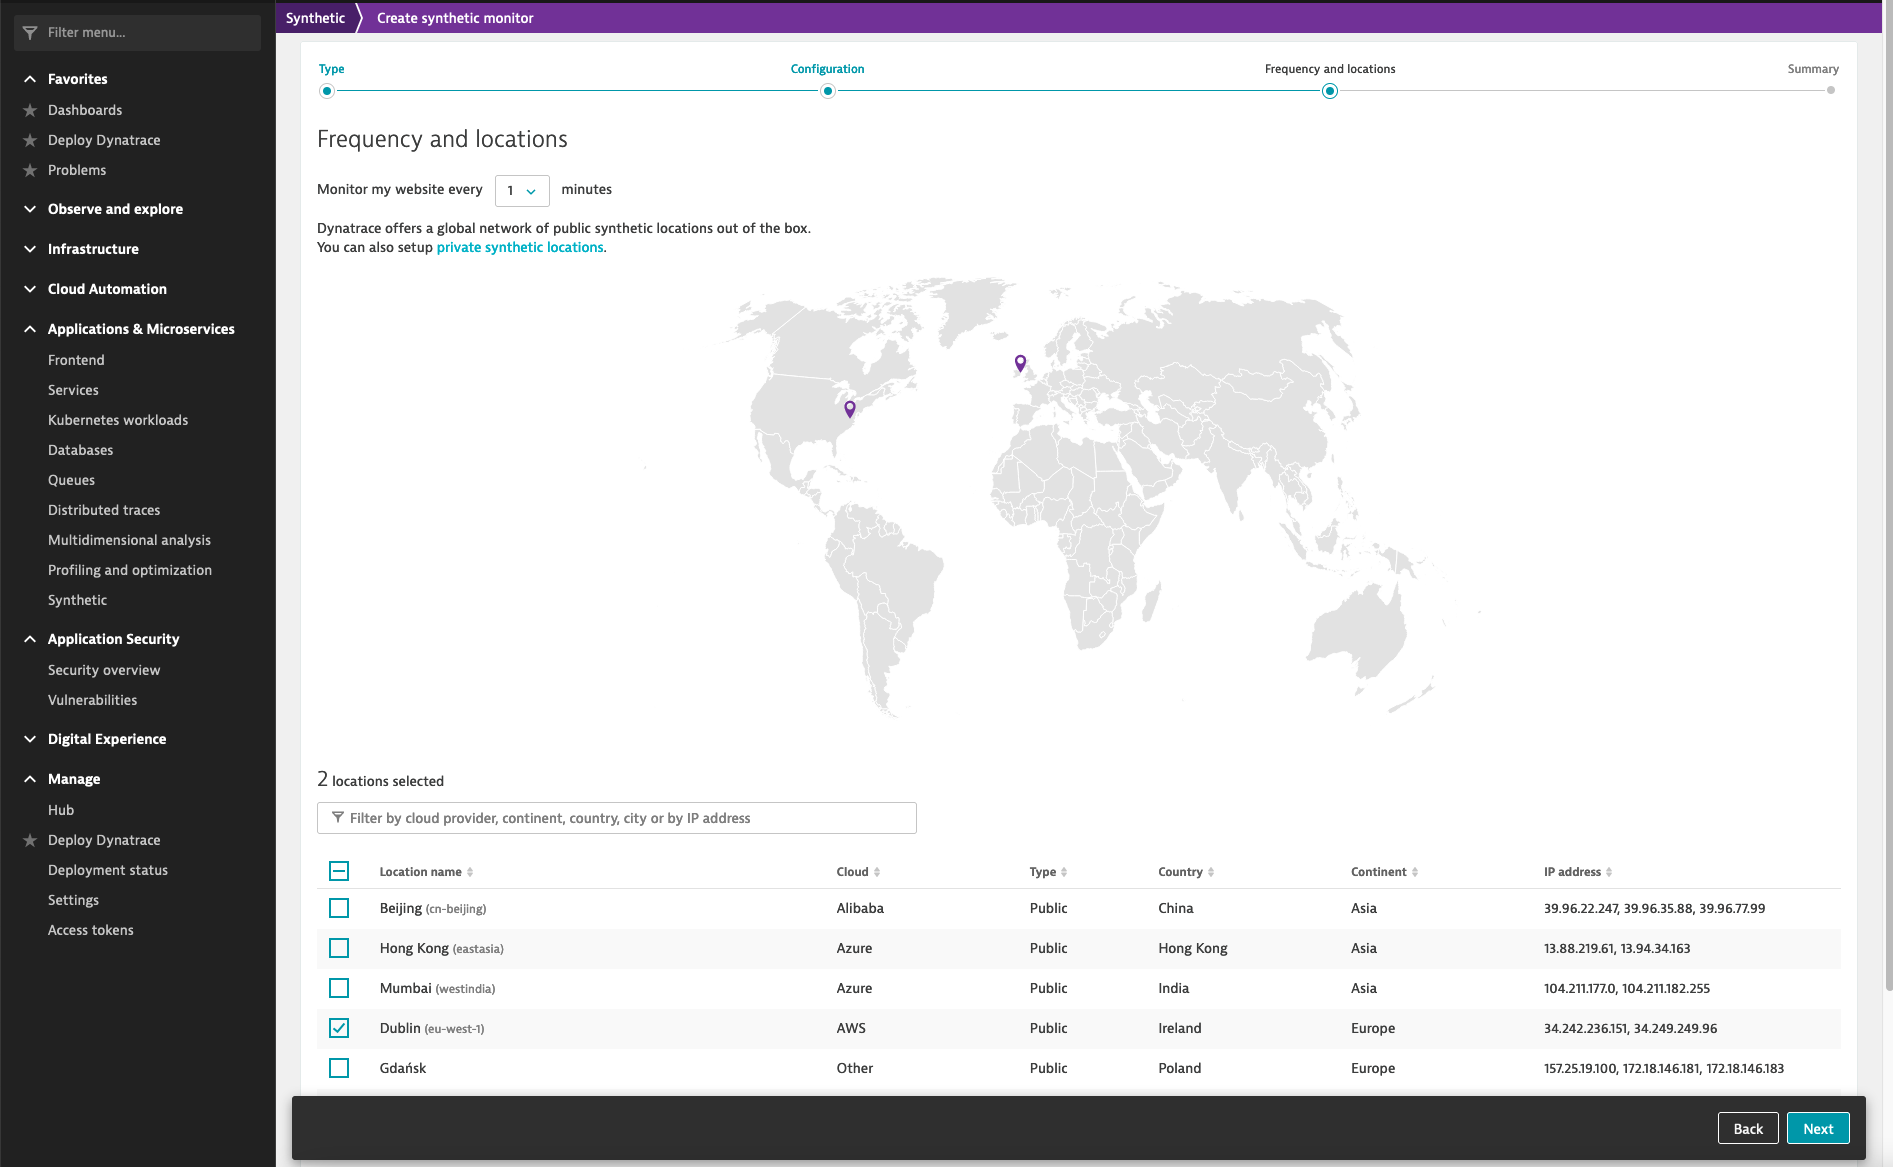 Filter menu...
Favorites
Dashboards
Deploy Dynatrace
Problems
Observe and explore
Infrastructure
Cloud Automation
Applications & Microservices
Frontend
Services
Kubernetes workloads
Databases
Queues
Distributed traces
Multidimensional analysis
Profiling and optimization
Synthetic
Application Security
Security overview
Vulnerabilities
Digital Experience
Manage
Hub
Deploy Dynatrace
Deployment status
Settings
Access tokens
Synthetic Create synthetic monitor
Type Configuration Frequency and locations Summary
Frequency and locations
Monitor my website every 1 minutes
Dynatrace offers a global network of public synthetic locations out of the box.
You can also setup private synthetic locations.
2 locations selected
Filter by cloud provider, continent, country, city or by IP address
Location name Cloud Type Country Continent IP address
Beijing (cn-beijing) Alibaba Public China Asia 39.96.22.247, 39.96.35.88, 39.96.77.99
Hong Kong (eastasia) Azure Public Hong Kong Asia 13.88.219.61, 13.94.34.163
Mumbai (westindia) Azure Public India Asia 104.211.177.0, 104.211.182.255
Dublin (eu-west-1) AWS Public Ireland Europe 34.242.236.151, 34.249.249.96
Gdańsk Other Public Poland Europe 157.25.19.100, 172.18.146.181, 172.18.146.183
Back Next